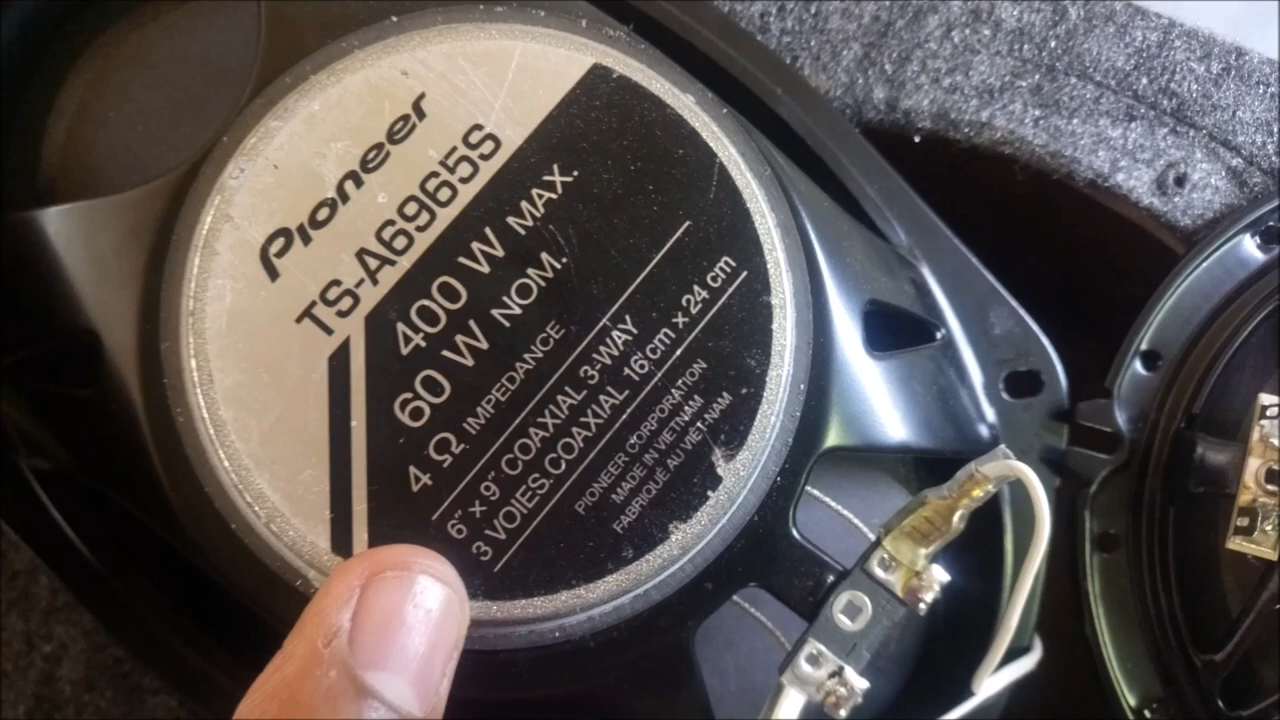 Pioneer
TS-A6965S
400 W MAX.
60 W NOM.
4 Ω IMPEDANCE
6″ × 9″ COAXIAL 3-WAY
3 VOIES COAXIAL 16 cm x 24 cm
PIONEER CORPORATION
MADE IN VIETNAM
FABRIQUÉ AU VIÊT-NAM